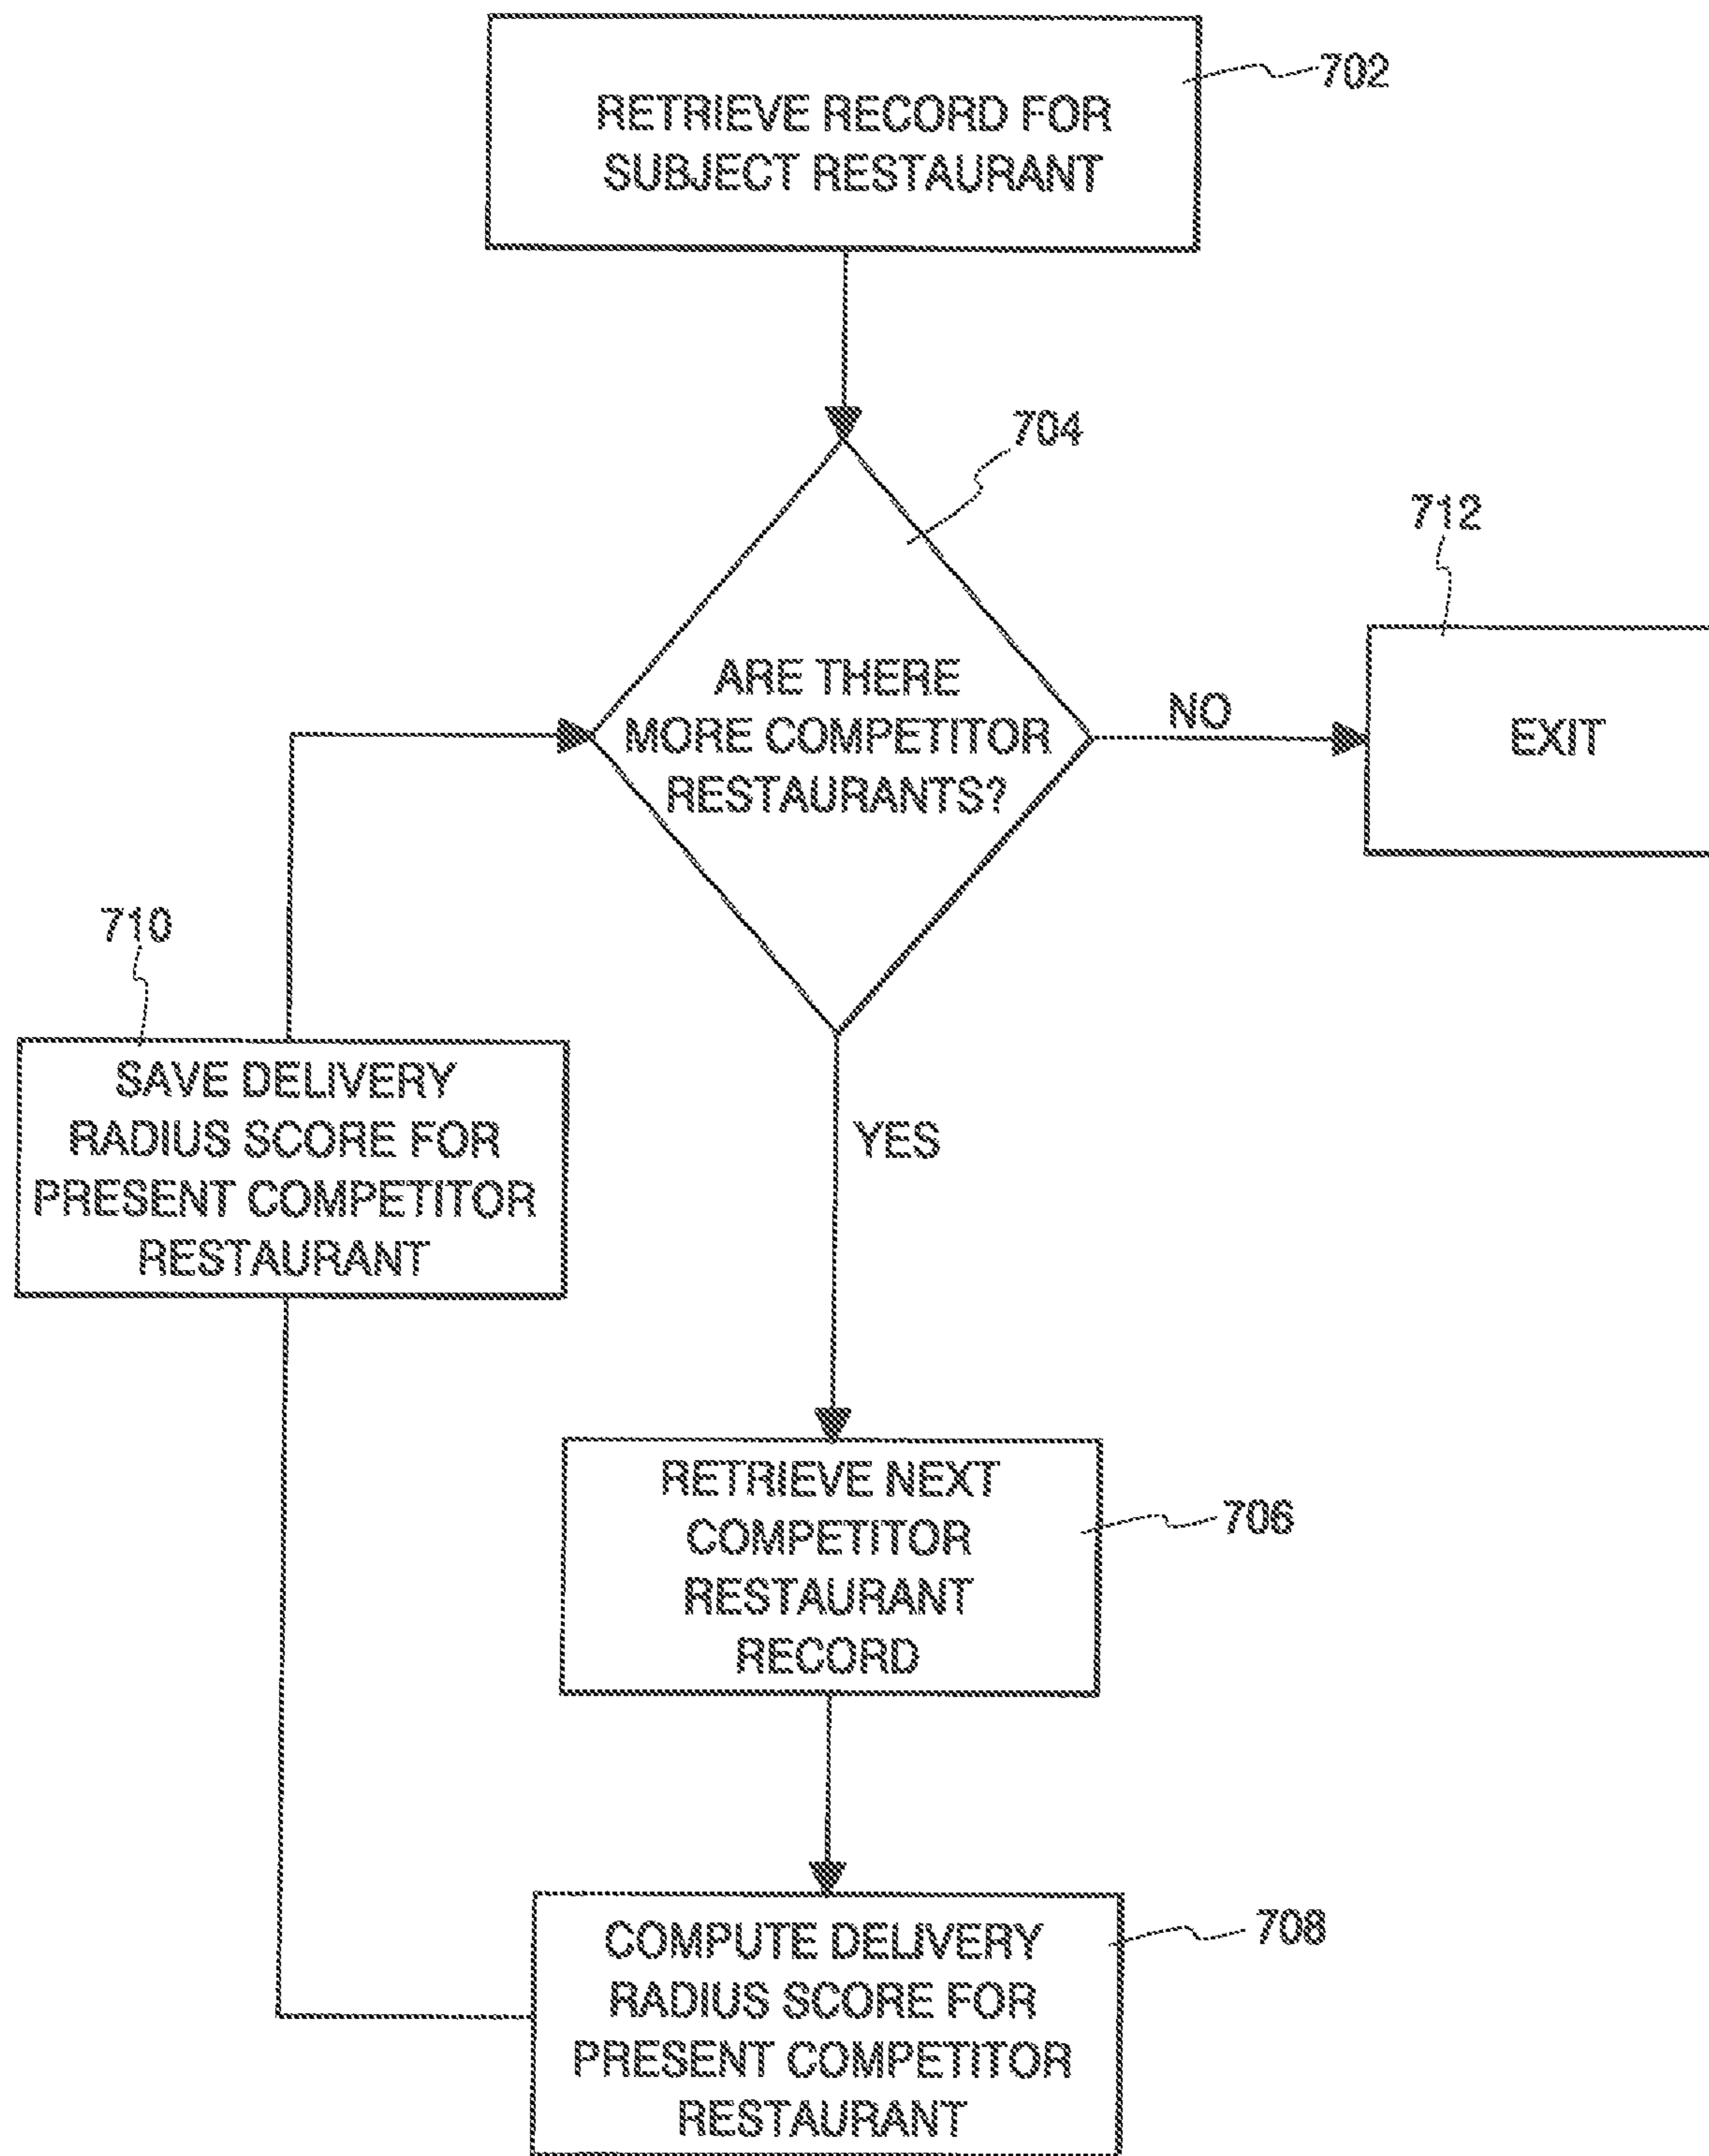 702
RETRIEVE RECORD FOR
SUBJECT RESTAURANT
704
ARE THERE
MORE COMPETITOR
RESTAURANTS?
NO
712
EXIT
710
SAVE DELIVERY
RADIUS SCORE FOR
PRESENT COMPETITOR
RESTAURANT
YES
RETRIEVE NEXT
COMPETITOR
RESTAURANT
RECORD
706
COMPUTE DELIVERY
RADIUS SCORE FOR
PRESENT COMPETITOR
RESTAURANT
708